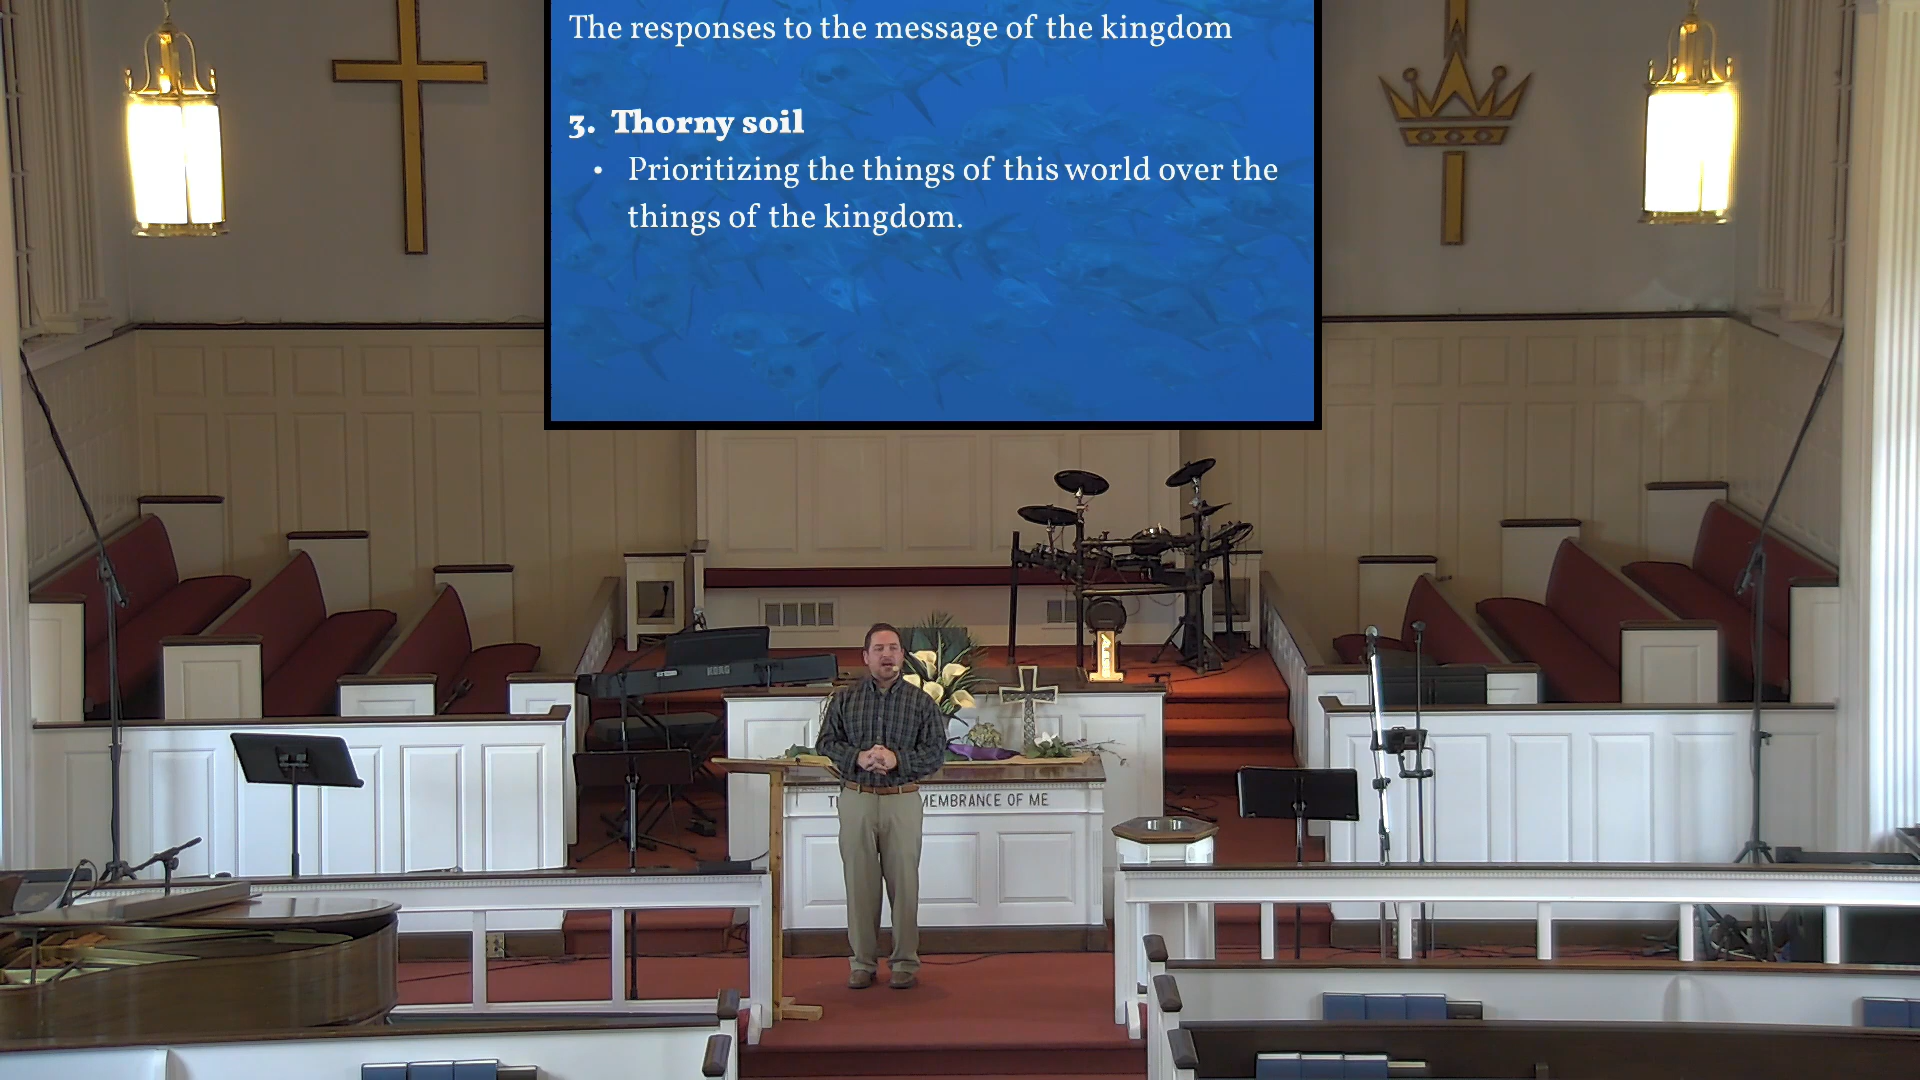 The responses to the message of the kingdom
3. Thorny soil
• Prioritizing the things of this world over the
things of the kingdom.
KORG
MEMBRANCE OF ME